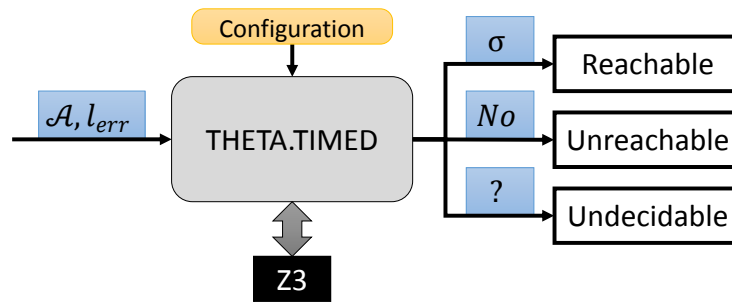 Configuration
σ
Reachable
𝒜, l_err
THETA.TIMED
No
Unreachable
?
Undecidable
Z3